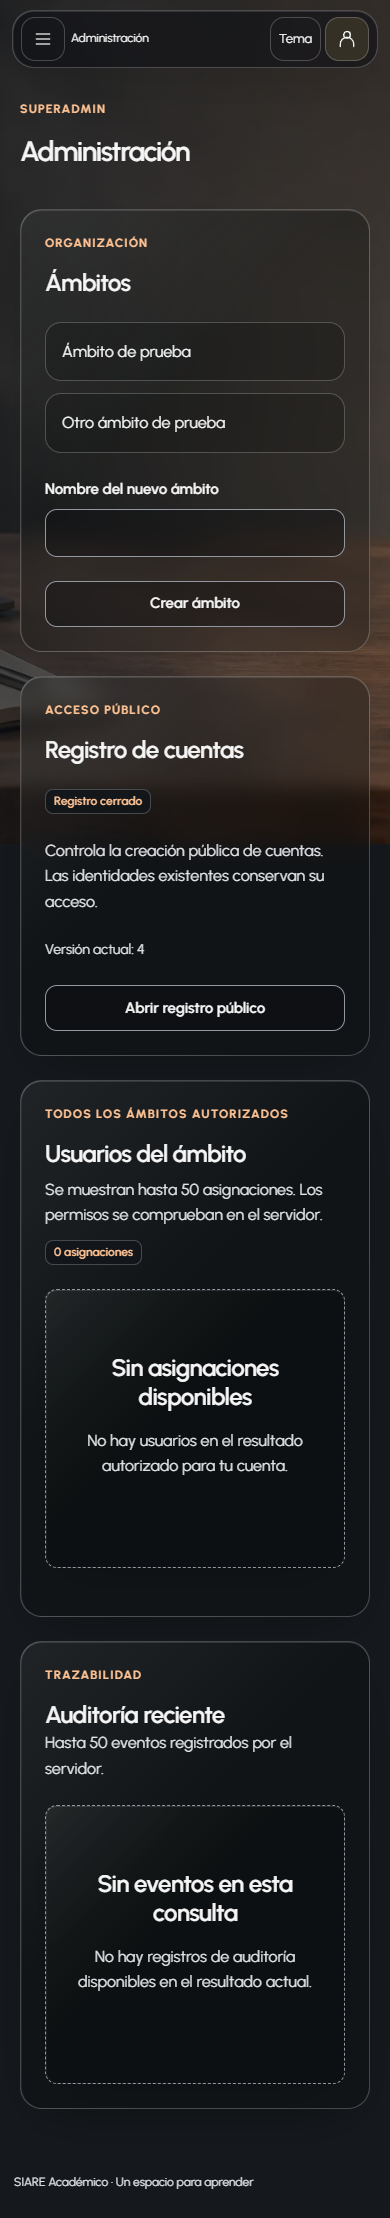 Administración
Tema
SUPERADMIN
Administración
ORGANIZACIÓN
Ámbitos
Ámbito de prueba
Otro ámbito de prueba
Nombre del nuevo ámbito
Crear ámbito
ACCESO PÚBLICO
Registro de cuentas
Registro cerrado
Controla la creación pública de cuentas.
Las identidades existentes conservan su
acceso.
Versión actual: 4
Abrir registro público
TODOS LOS ÁMBITOS AUTORIZADOS
Usuarios del ámbito
Se muestran hasta 50 asignaciones. Los
permisos se comprueban en el servidor.
0 asignaciones
Sin asignaciones
disponibles
No hay usuarios en el resultado
autorizado para tu cuenta.
TRAZABILIDAD
Auditoría reciente
Hasta 50 eventos registrados por el
servidor.
Sin eventos en esta
consulta
No hay registros de auditoría
disponibles en el resultado actual.
SIARE Académico · Un espacio para aprender